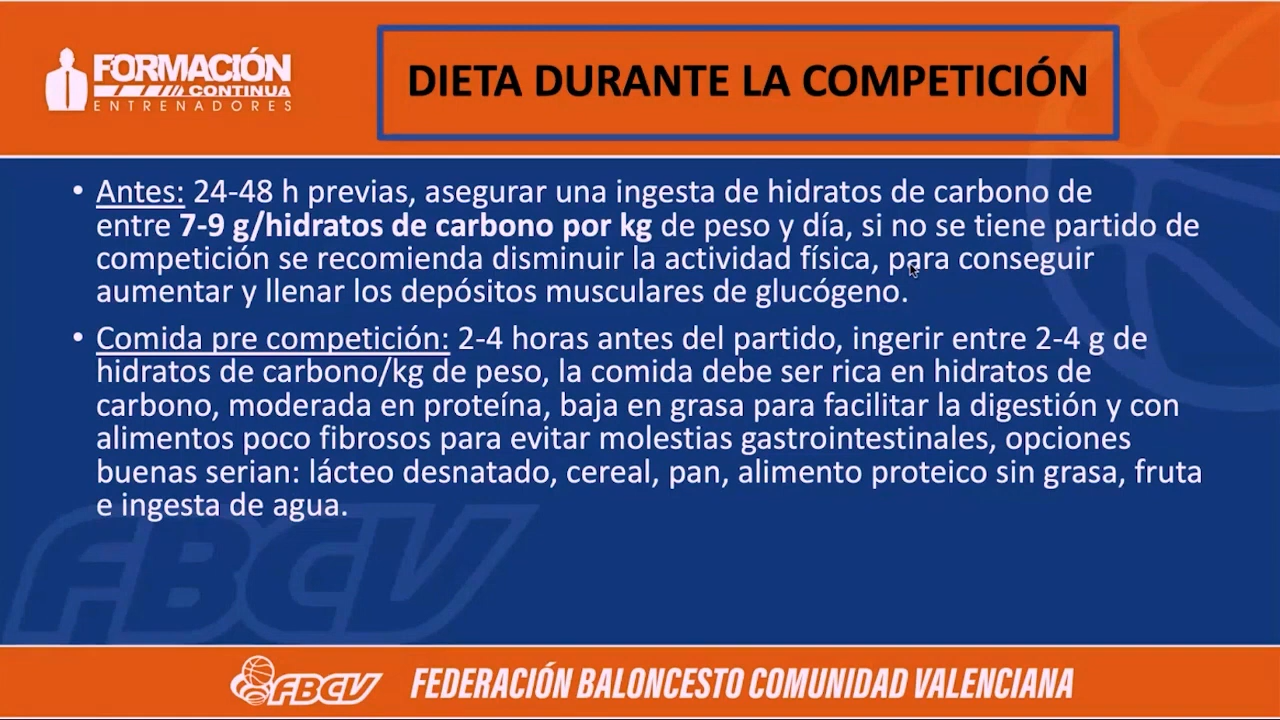 FORMACIÓN
CONTINUA
ENTRENADORES
DIETA DURANTE LA COMPETICIÓN
• Antes: 24-48 h previas, asegurar una ingesta de hidratos de carbono de
entre 7-9 g/hidratos de carbono por kg de peso y día, si no se tiene partido de
competición se recomienda disminuir la actividad física, para conseguir
aumentar y llenar los depósitos musculares de glucógeno.
• Comida pre competición: 2-4 horas antes del partido, ingerir entre 2-4 g de
hidratos de carbono/kg de peso, la comida debe ser rica en hidratos de
carbono, moderada en proteína, baja en grasa para facilitar la digestión y con
alimentos poco fibrosos para evitar molestias gastrointestinales, opciones
buenas serian: lácteo desnatado, cereal, pan, alimento proteico sin grasa, fruta
e ingesta de agua.
FBCV
FBCV FEDERACIÓN BALONCESTO COMUNIDAD VALENCIANA